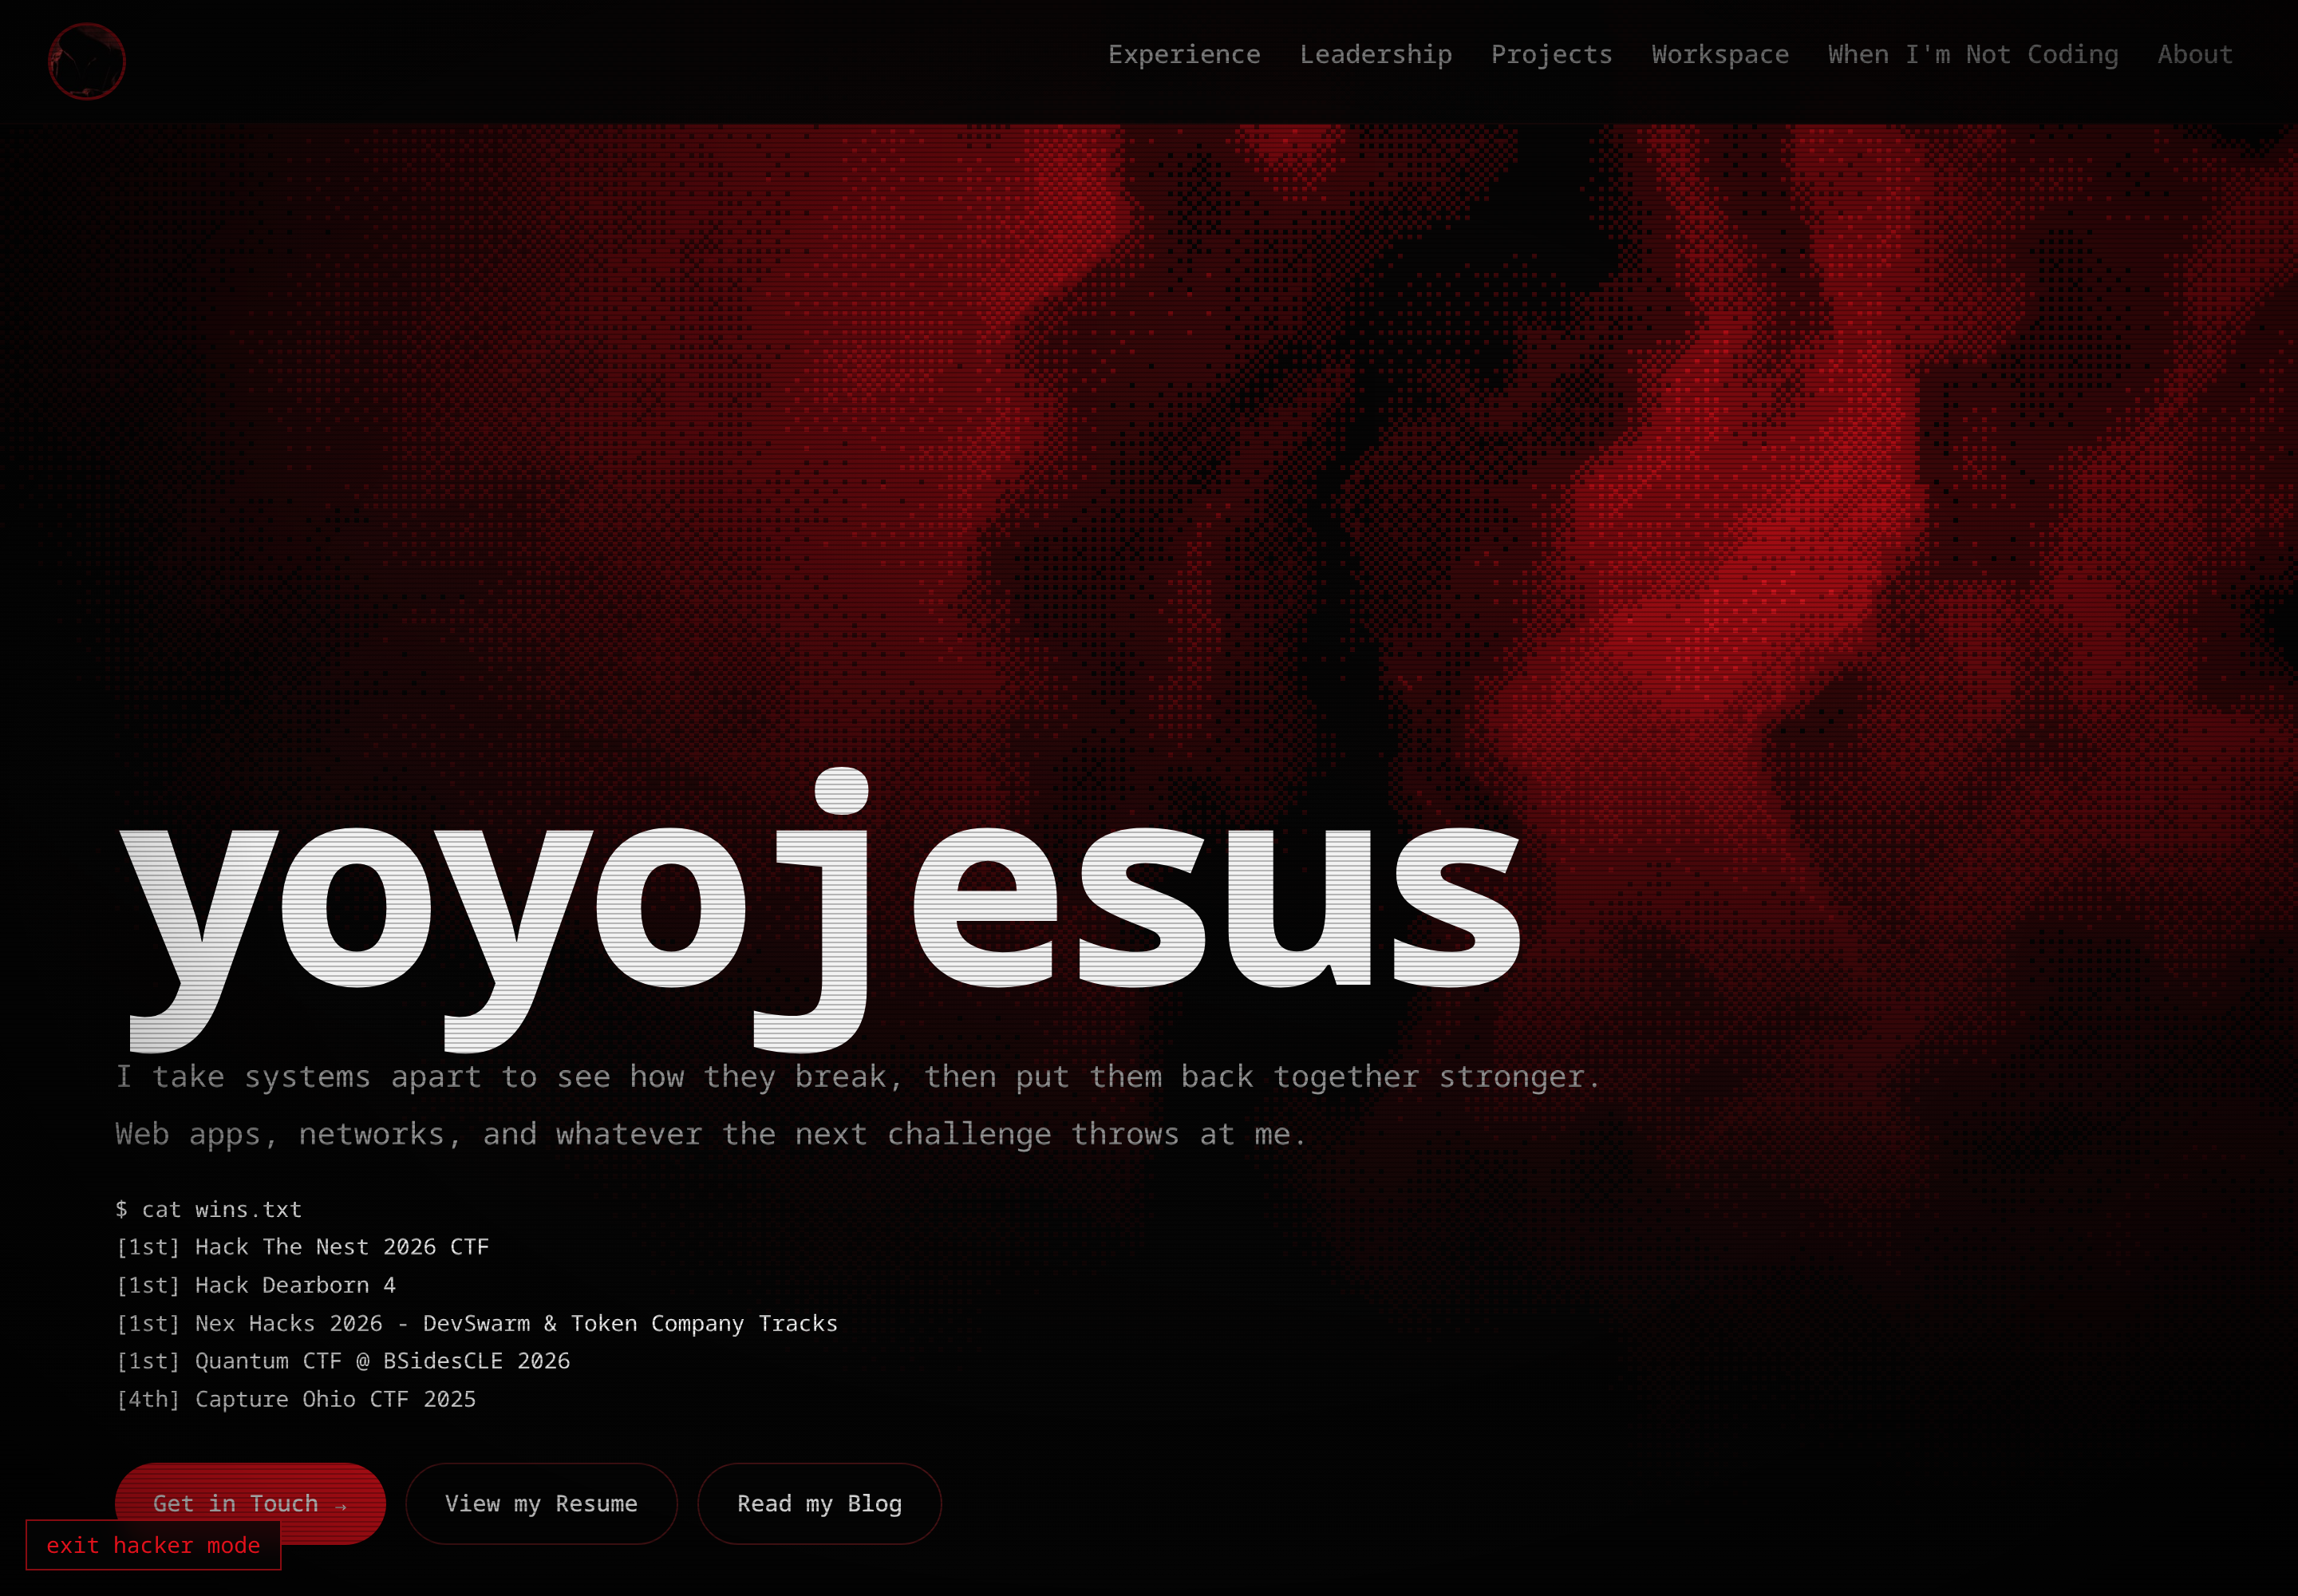 Experience Leadership Projects Workspace When I'm Not Coding About
yoyojesus
I take systems apart to see how they break, then put them back together stronger.
Web apps, networks, and whatever the next challenge throws at me.
$ cat wins.txt
[1st] Hack The Nest 2026 CTF
[1st] Hack Dearborn 4
[1st] Nex Hacks 2026 - DevSwarm & Token Company Tracks
[1st] Quantum CTF @ BSidesCLE 2026
[4th] Capture Ohio CTF 2025
Get in Touch → View my Resume Read my Blog
exit hacker mode